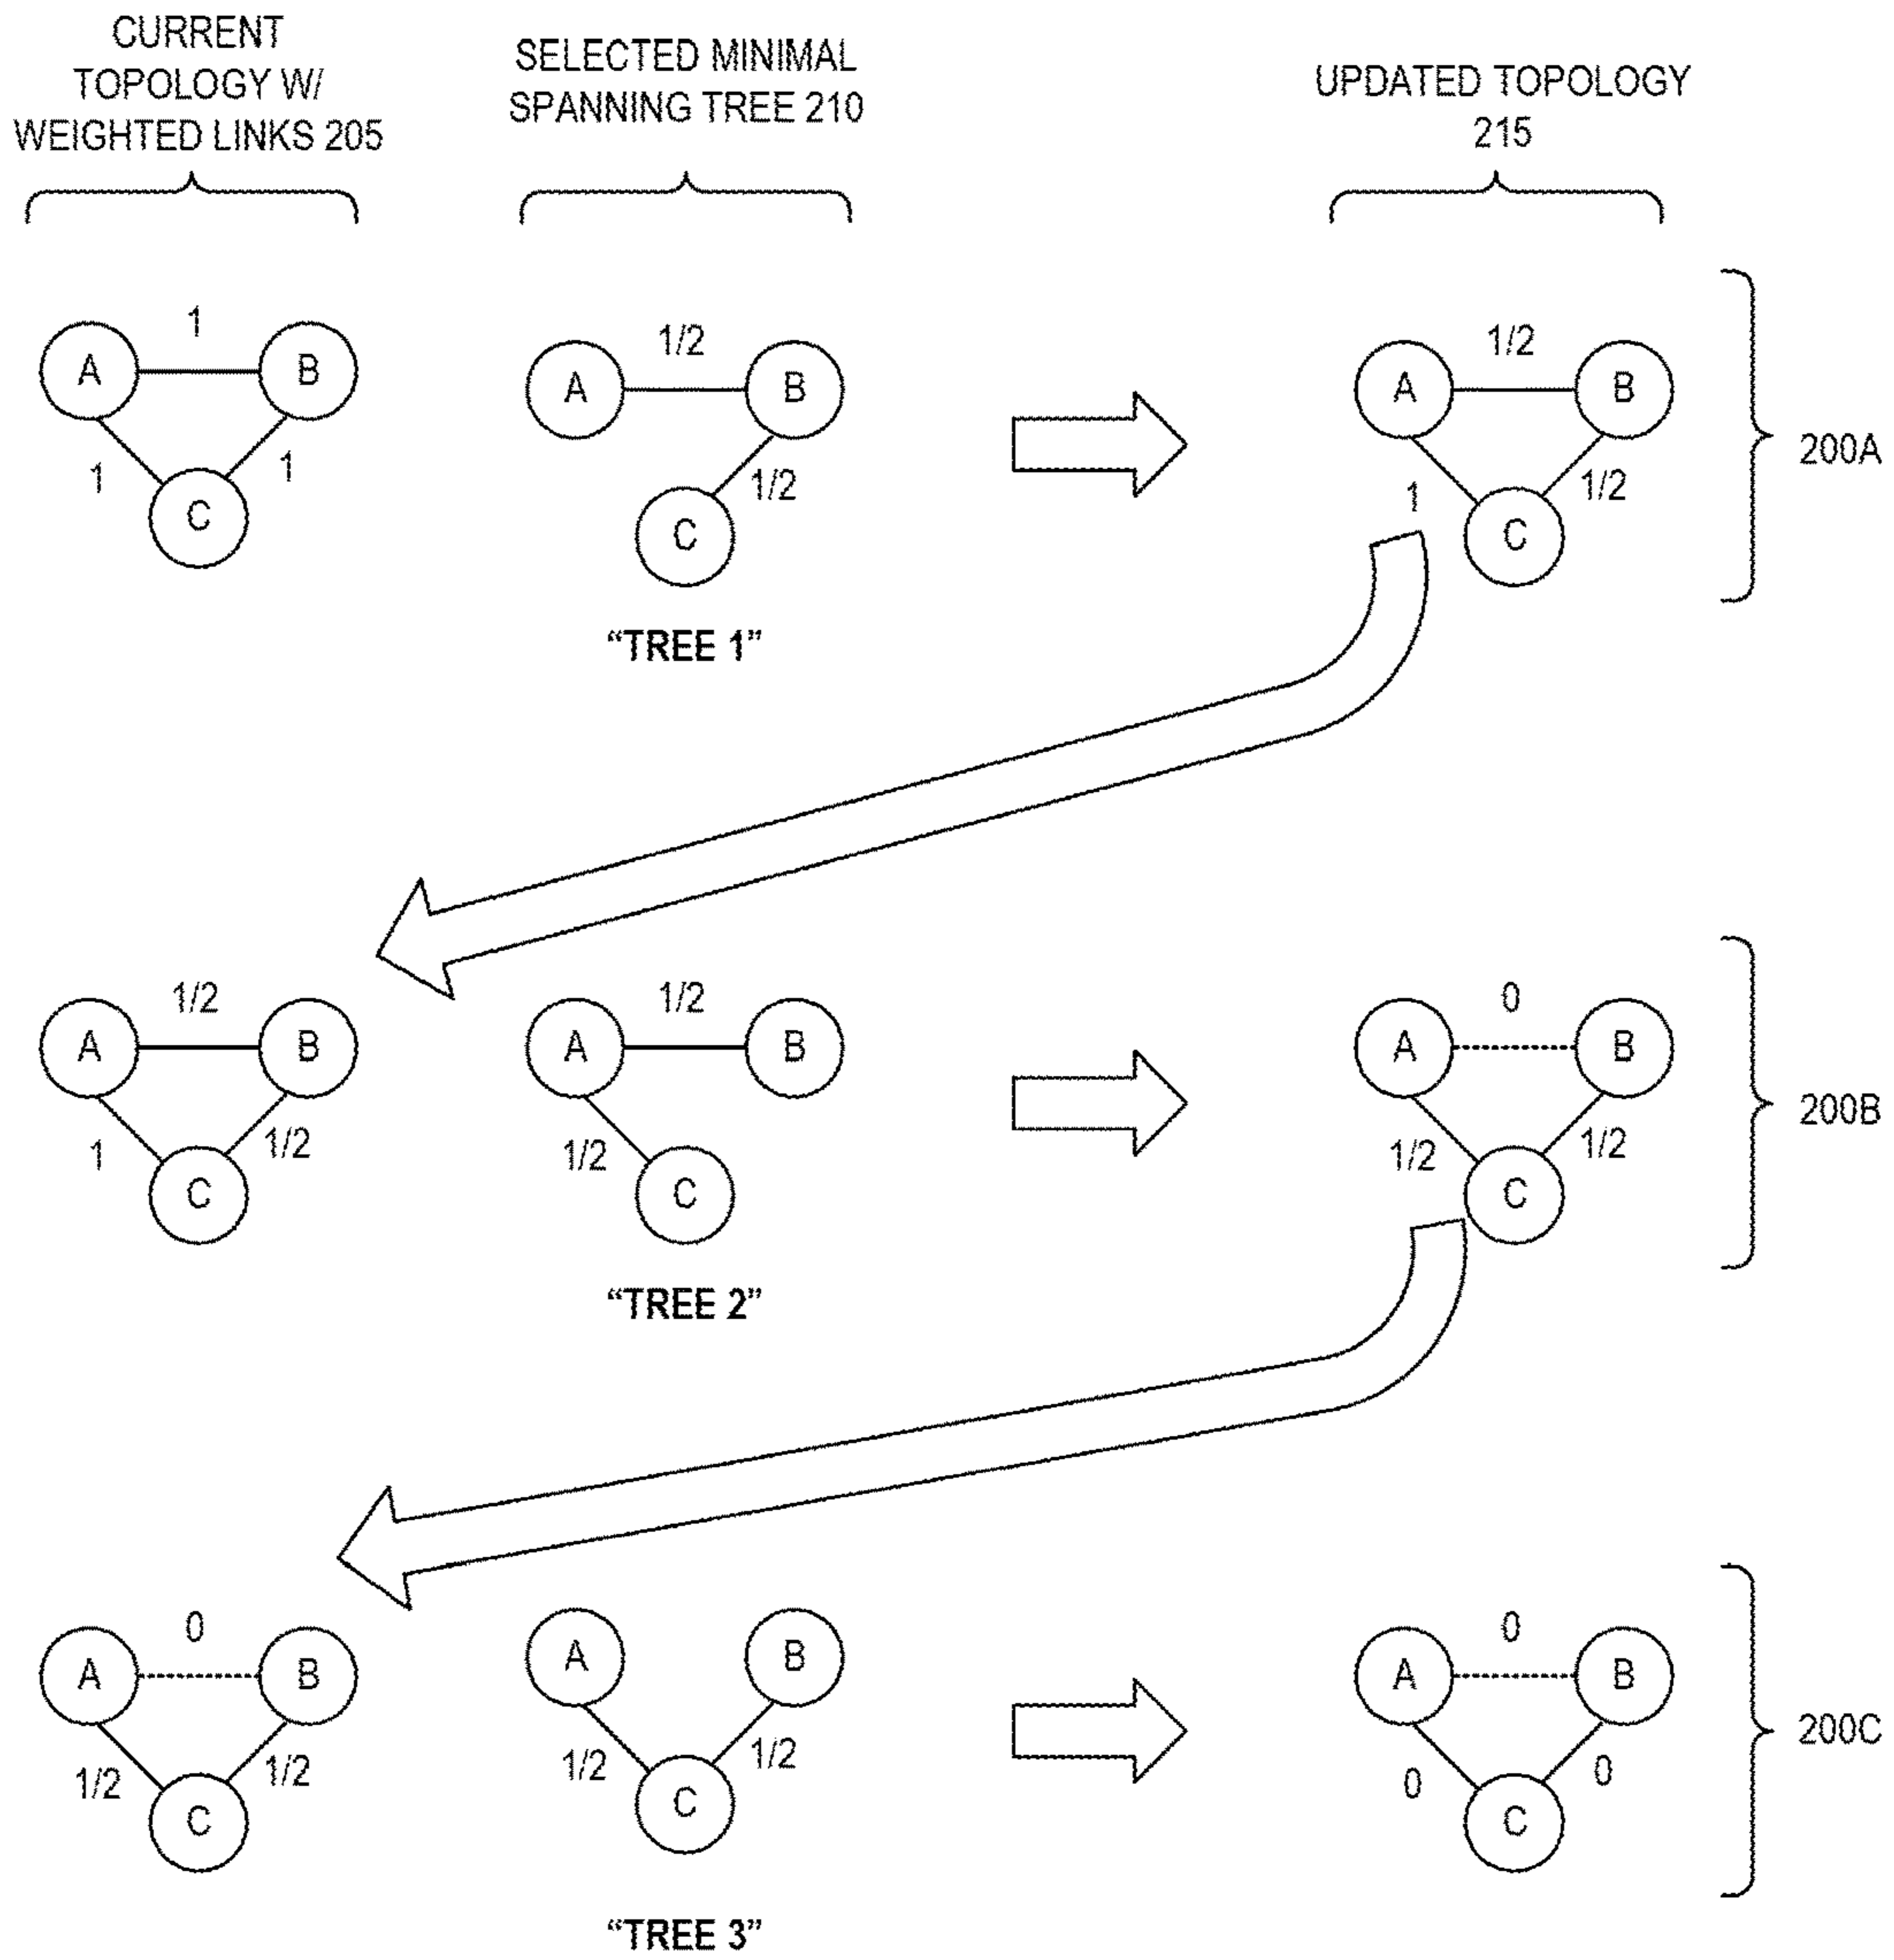 CURRENT
TOPOLOGY W/
WEIGHTED LINKS 205
SELECTED MINIMAL
SPANNING TREE 210
UPDATED TOPOLOGY
215
A
1
B
1
1
C
A
1/2
B
1/2
C
"TREE 1"
A
1/2
B
1
1/2
C
200A
A
1/2
B
1
1/2
C
A
1/2
B
1/2
C
"TREE 2"
A
0
B
1/2
1/2
C
200B
A
0
B
1/2
1/2
C
A
B
1/2
1/2
C
"TREE 3"
A
0
B
0
0
C
200C